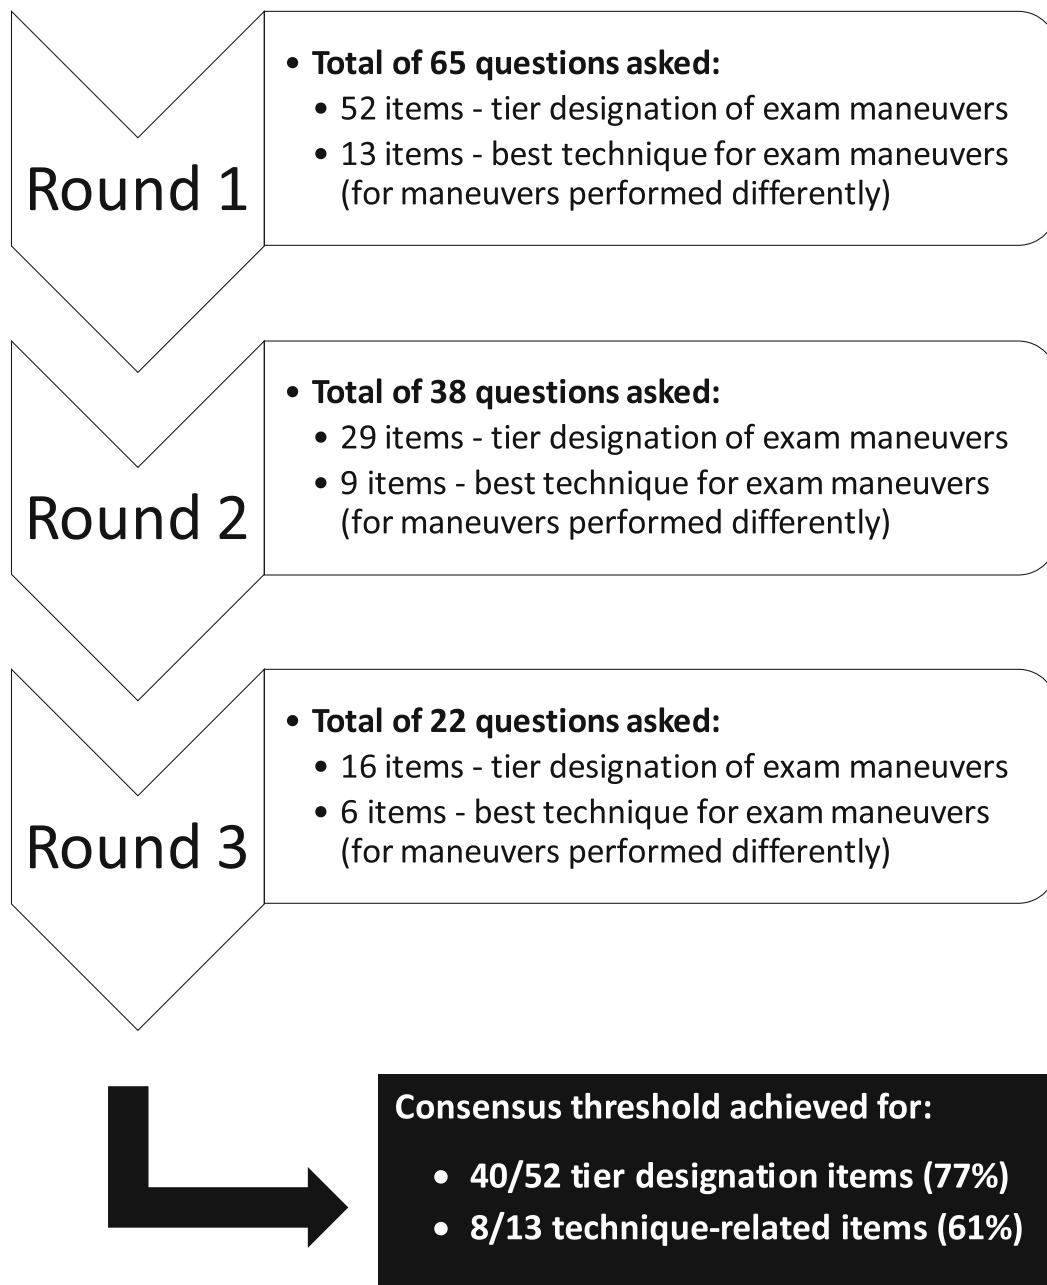 Round 1
• Total of 65 questions asked:
• 52 items - tier designation of exam maneuvers
• 13 items - best technique for exam maneuvers
(for maneuvers performed differently)
Round 2
• Total of 38 questions asked:
• 29 items - tier designation of exam maneuvers
• 9 items - best technique for exam maneuvers
(for maneuvers performed differently)
Round 3
• Total of 22 questions asked:
• 16 items - tier designation of exam maneuvers
• 6 items - best technique for exam maneuvers
(for maneuvers performed differently)
Consensus threshold achieved for:
• 40/52 tier designation items (77%)
• 8/13 technique-related items (61%)